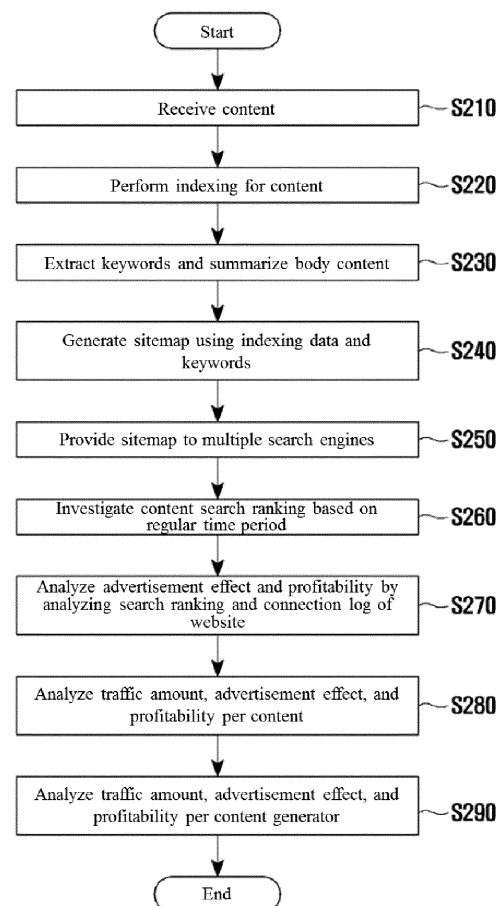 Start
Receive content
S210
Perform indexing for content
S220
Extract keywords and summarize body content
S230
Generate sitemap using indexing data and
keywords
S240
Provide sitemap to multiple search engines
S250
Investigate content search ranking based on
regular time period
S260
Analyze advertisement effect and profitability by
analyzing search ranking and connection log of
website
S270
Analyze traffic amount, advertisement effect, and
profitability per content
S280
Analyze traffic amount, advertisement effect, and
profitability per content generator
S290
End